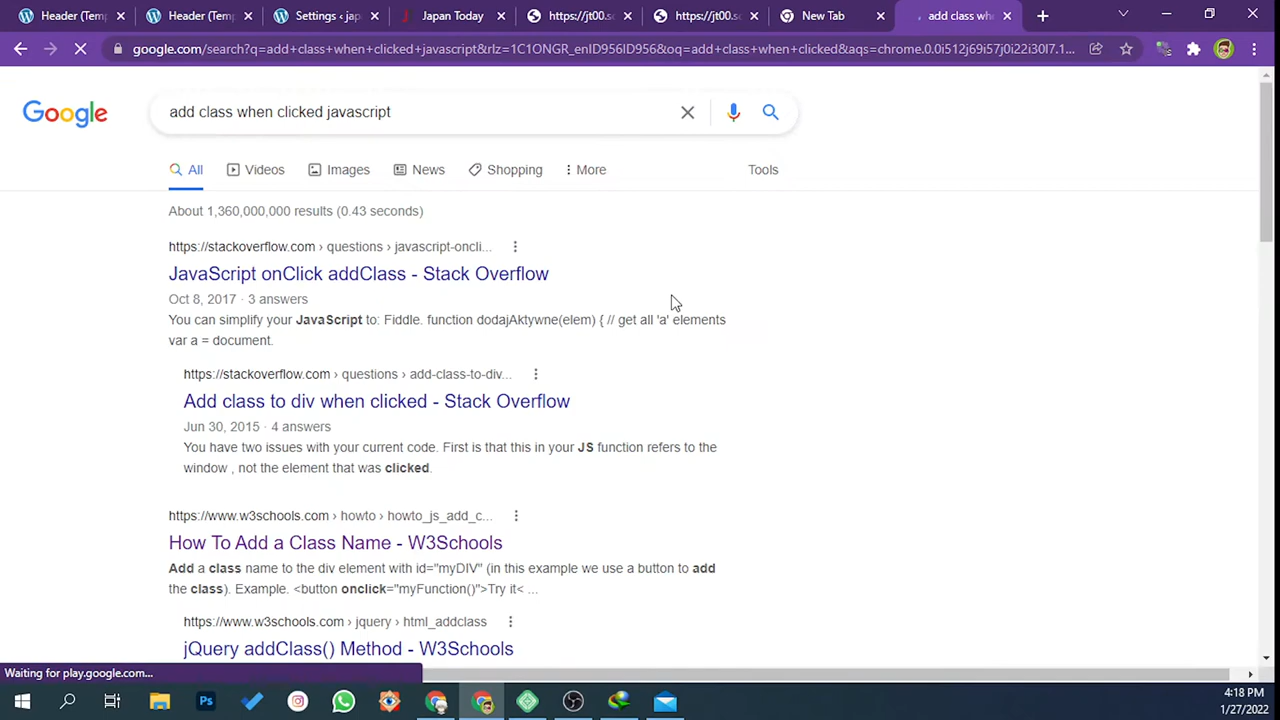 Header (Temp
Header (Temp
Settings ‹ jap
Japan Today
https://jt00.sc
https://jt00.sc
New Tab
add class whe
google.com/search?q=add+class+when+clicked+javascript&rlz=1C1ONGR_enID956ID956&oq=add+class+when+clicked&aqs=chrome.0.0i512j69i57j0i22i30l7.1...
Google
add class when clicked javascript
All
Videos
Images
News
Shopping
More
Tools
About 1,360,000,000 results (0.43 seconds)
https://stackoverflow.com › questions › javascript-oncli...
JavaScript onClick addClass - Stack Overflow
Oct 8, 2017 · 3 answers
You can simplify your JavaScript to: Fiddle. function dodajAktywne(elem) { // get all 'a' elements
var a = document.
https://stackoverflow.com › questions › add-class-to-div...
Add class to div when clicked - Stack Overflow
Jun 30, 2015 · 4 answers
You have two issues with your current code. First is that this in your JS function refers to the
window , not the element that was clicked.
https://www.w3schools.com › howto › howto_js_add_c...
How To Add a Class Name - W3Schools
Add a class name to the div element with id="myDIV" (in this example we use a button to add
the class). Example. <button onclick="myFunction()">Try it< ...
https://www.w3schools.com › jquery › html_addclass
jQuery addClass() Method - W3Schools
Waiting for play.google.com...
Ps
4:18 PM
1/27/2022